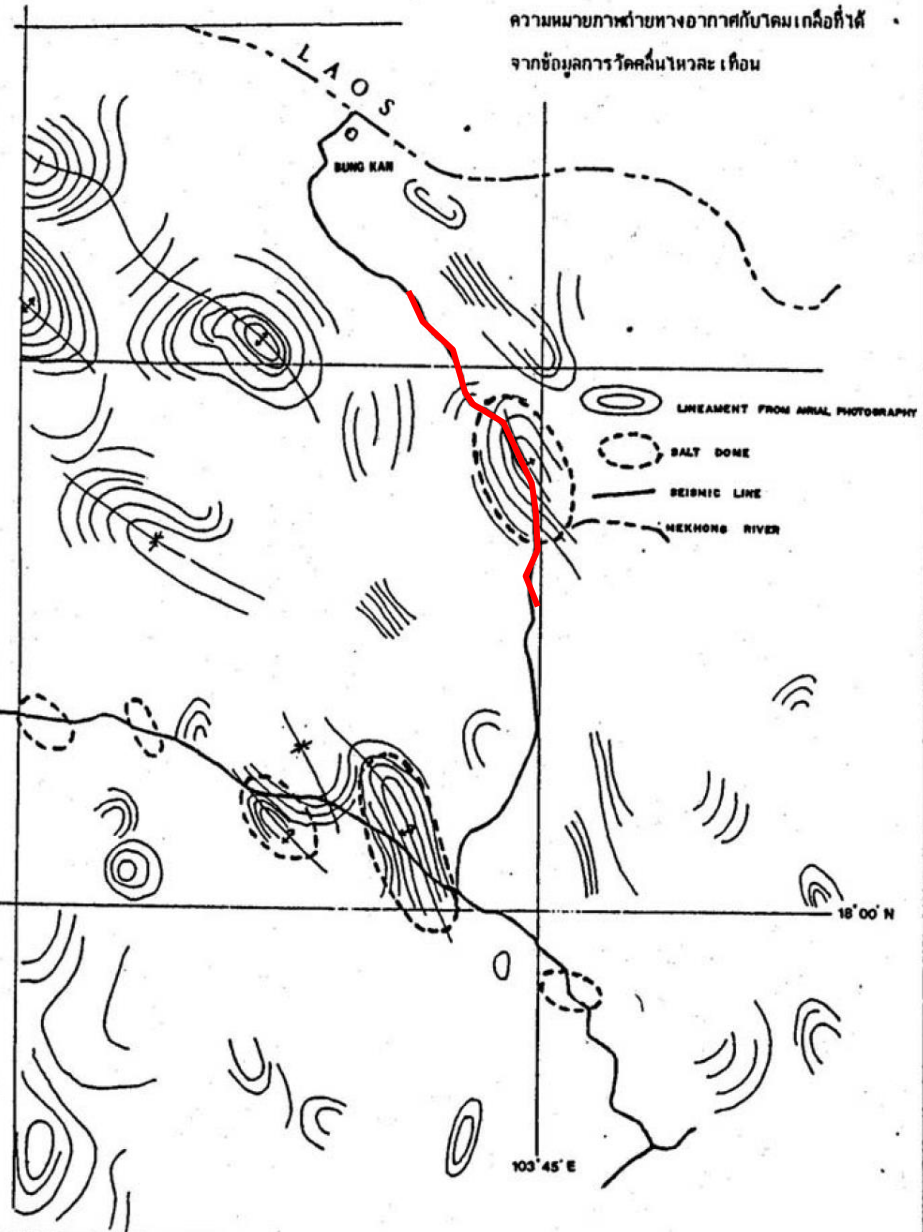 ความหมายภาพถ่ายทางอากาศกับโดมเกลือที่ได้
จากข้อมูลการวัดคลื่นไหวสะเทือน
LAOS
BUNG KAN
LINEAMENT FROM AIRIAL PHOTOGRAPHY
SALT DOME
SEISMIC LINE
MEKHONG RIVER
18°00' N
103°45' E